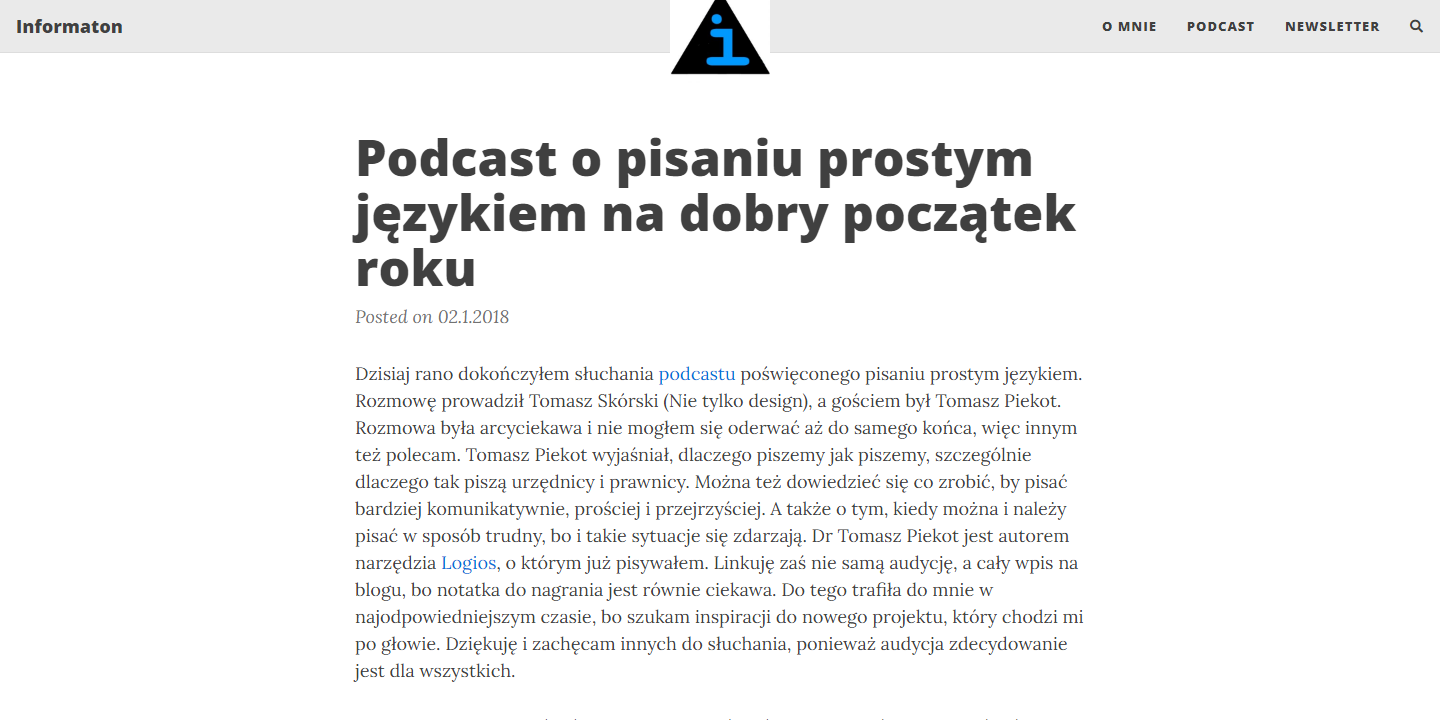 Informaton
i
O MNIE
PODCAST
NEWSLETTER
Podcast o pisaniu prostym
językiem na dobry początek
roku
Posted on 02.1.2018
Dzisiaj rano dokończyłem słuchania podcastu poświęconego pisaniu prostym językiem.
Rozmowę prowadził Tomasz Skórski (Nie tylko design), a gościem był Tomasz Piekot.
Rozmowa była arcyciekawa i nie mogłem się oderwać aż do samego końca, więc innym
też polecam. Tomasz Piekot wyjaśniał, dlaczego piszemy jak piszemy, szczególnie
dlaczego tak piszą urzędnicy i prawnicy. Można też dowiedzieć się co zrobić, by pisać
bardziej komunikatywnie, prościej i przejrzyściej. A także o tym, kiedy można i należy
pisać w sposób trudny, bo i takie sytuacje się zdarzają. Dr Tomasz Piekot jest autorem
narzędzia Logios, o którym już pisywałem. Linkuję zaś nie samą audycję, a cały wpis na
blogu, bo notatka do nagrania jest równie ciekawa. Do tego trafiła do mnie w
najodpowiedniejszym czasie, bo szukam inspiracji do nowego projektu, który chodzi mi
po głowie. Dziękuję i zachęcam innych do słuchania, ponieważ audycja zdecydowanie
jest dla wszystkich.